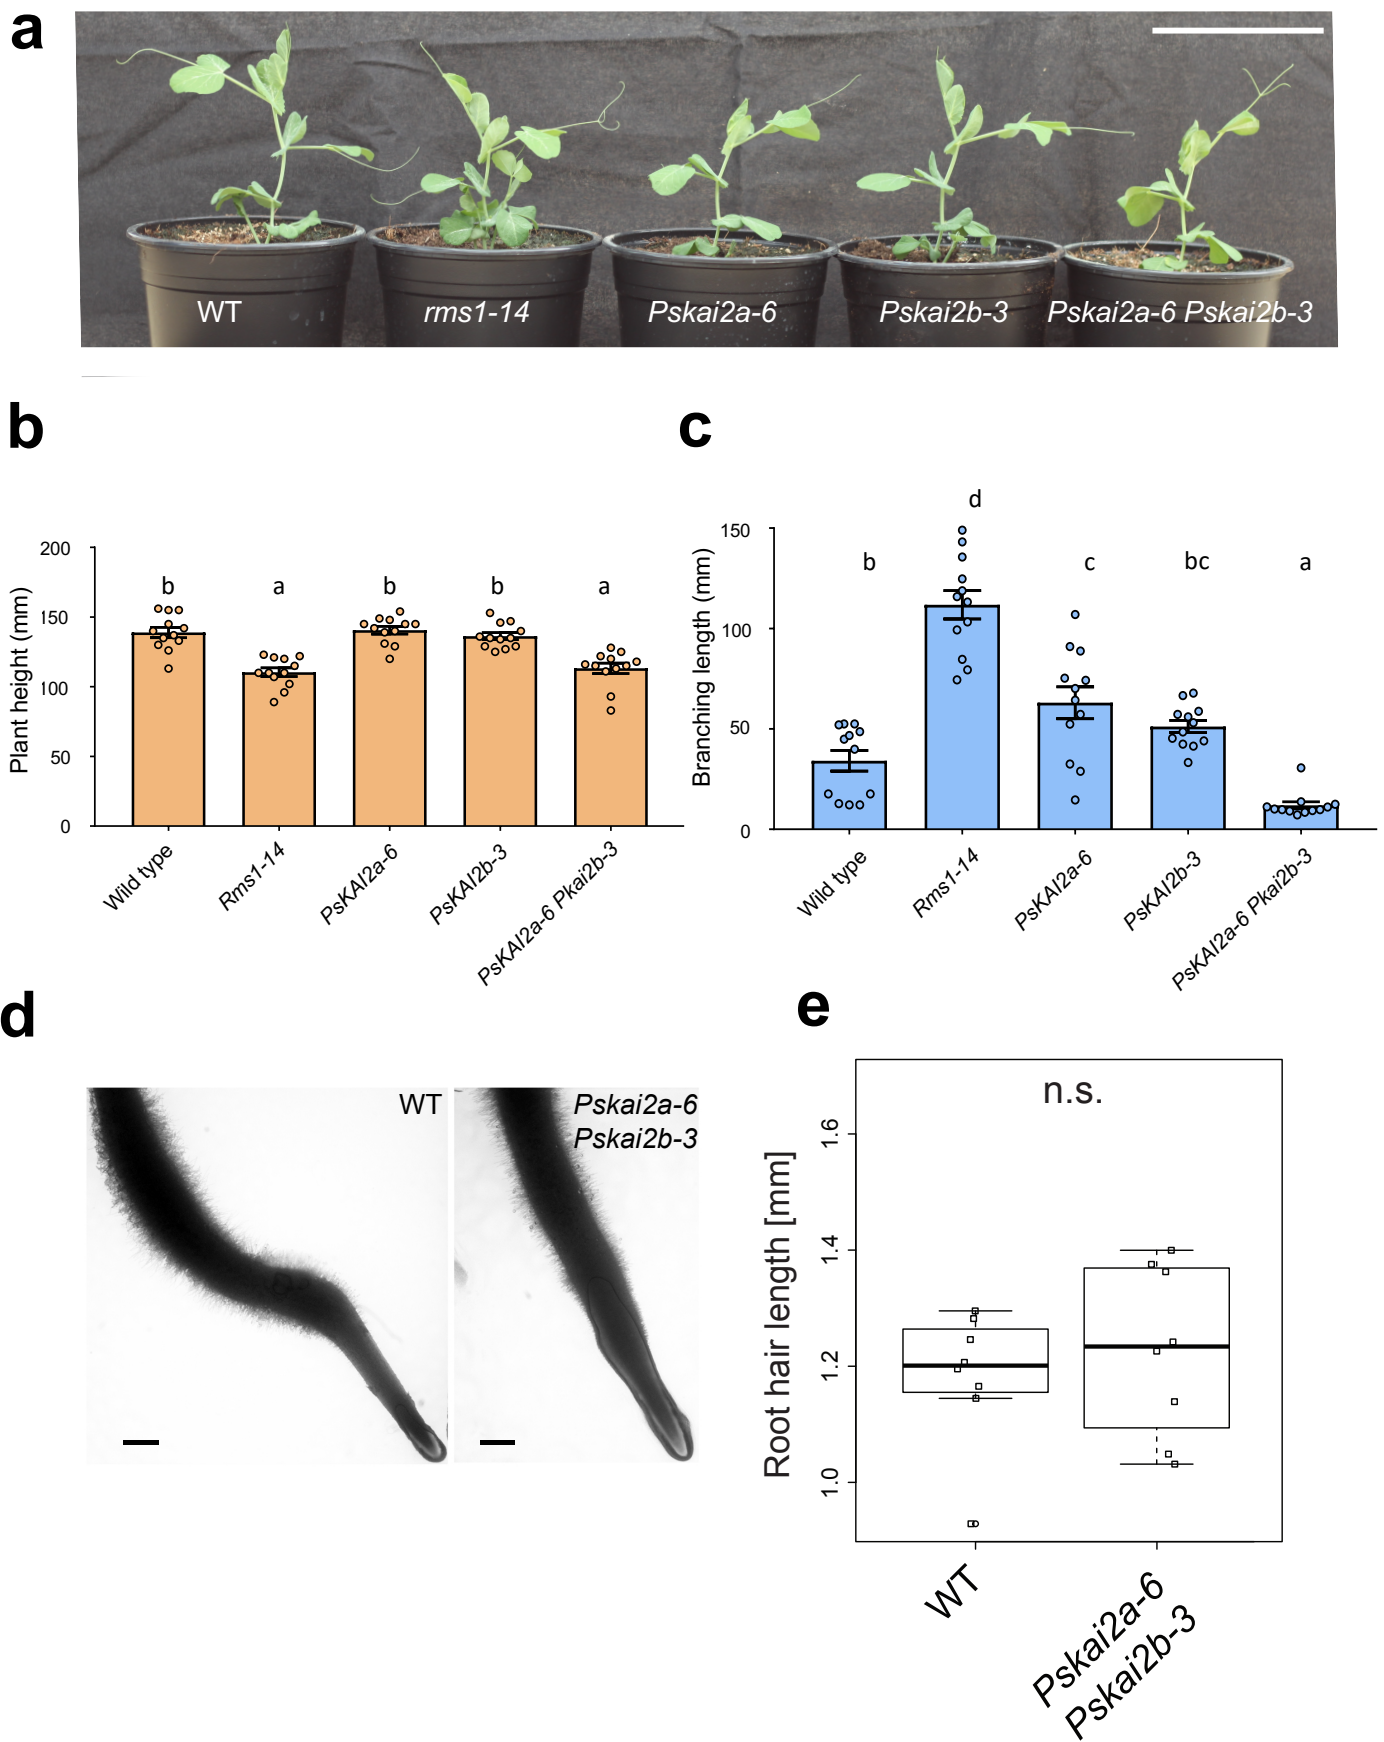 a
WT
rms1-14
Pskai2a-6
Pskai2b-3
Pskai2a-6 Pskai2b-3
b
Plant height (mm)
200
150
100
50
0
b
a
b
b
a
Wild type
Rms1-14
PsKAI2a-6
PsKAI2b-3
PsKAI2a-6 Pkai2b-3
c
Branching length (mm)
150
100
50
0
b
d
c
bc
a
Wild type
Rms1-14
PsKAI2a-6
PsKAI2b-3
PsKAI2a-6 Pkai2b-3
d
WT
Pskai2a-6
Pskai2b-3
e
n.s.
Root hair length [mm]
1.6
1.4
1.2
1.0
WT
Pskai2a-6
Pskai2b-3